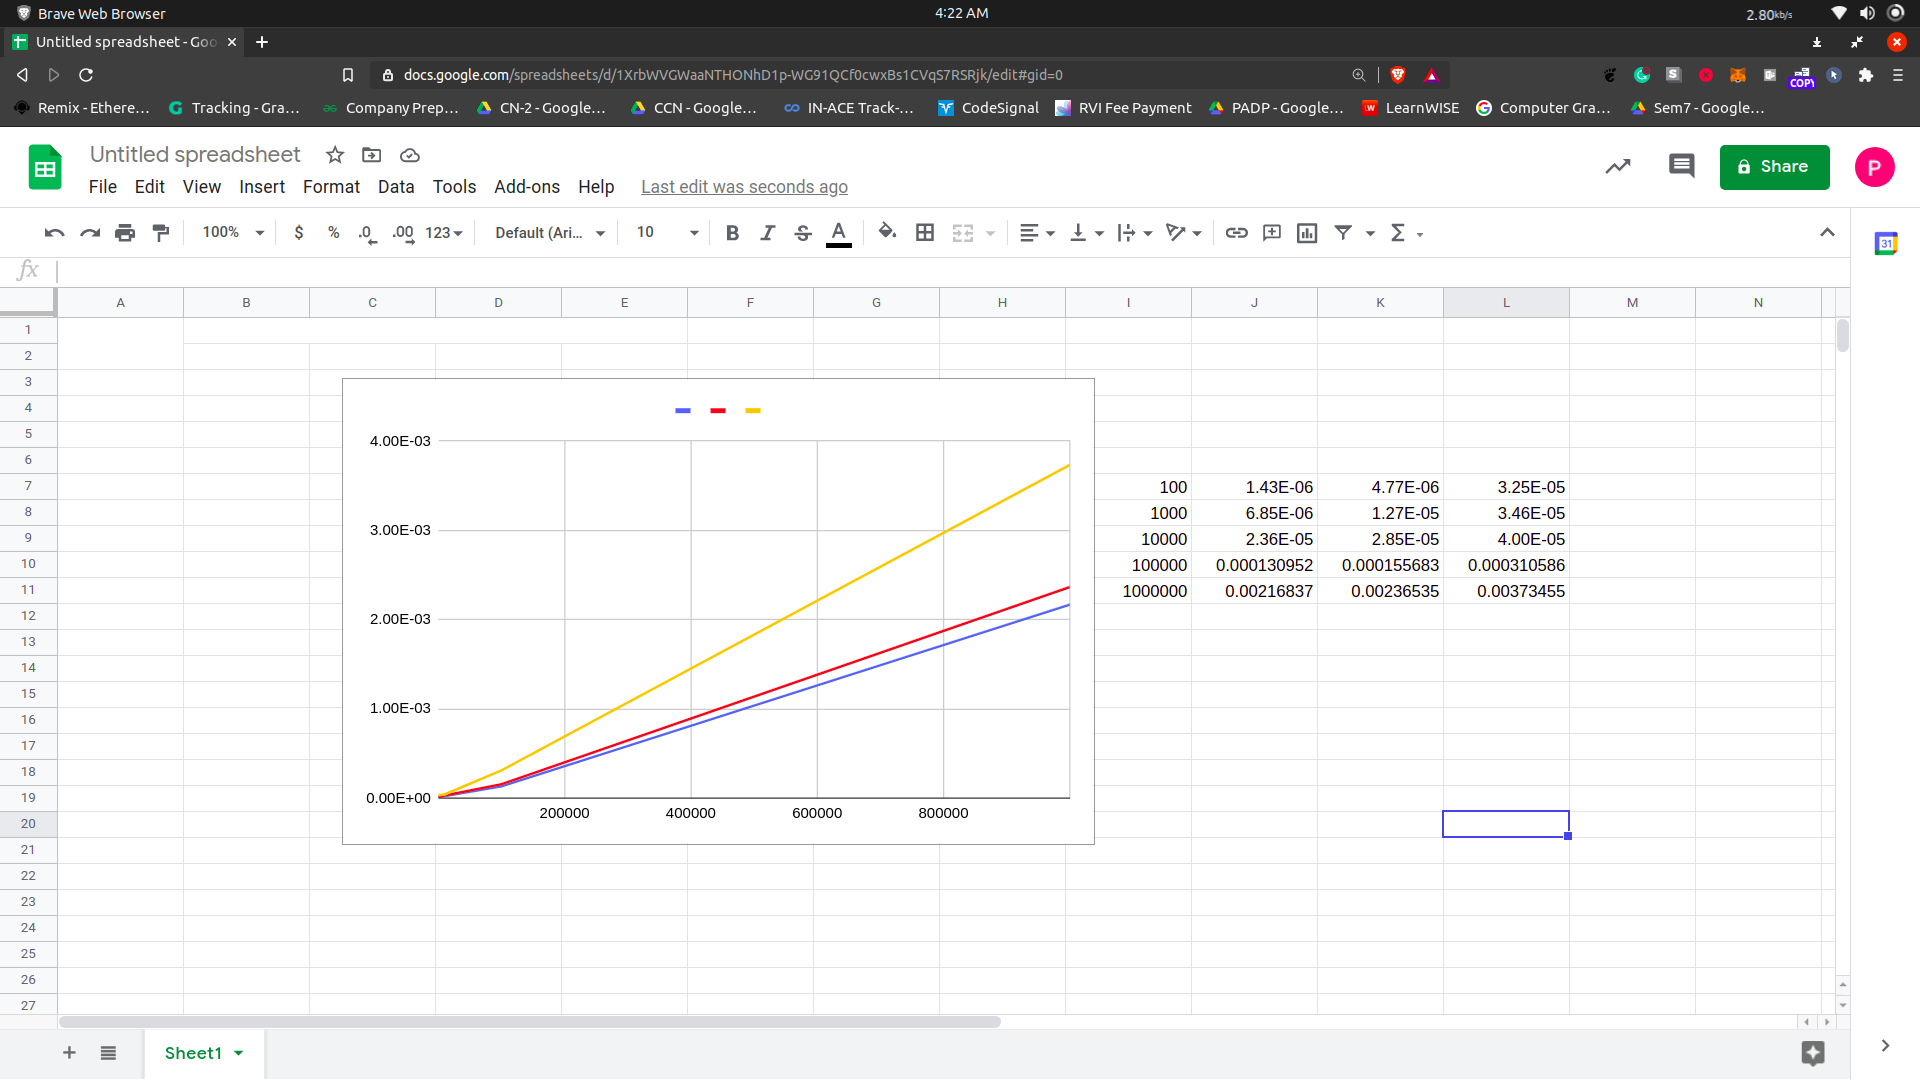 Brave Web Browser 4:22 AM 2.80kb/s
Untitled spreadsheet - Goo
docs.google.com/spreadsheets/d/1XrbWVGWaaNTHONhD1p-WG91QCf0cwxBs1CVqS7RSRjk/edit#gid=0 COPY
Remix - Ethere... Tracking - Gra... Company Prep... CN-2 - Google... CCN - Google... IN-ACE Track-... CodeSignal RVI Fee Payment PADP - Google... LearnWISE Computer Gra... Sem7 - Google...
Untitled spreadsheet
File Edit View Insert Format Data Tools Add-ons Help Last edit was seconds ago
Share P
100% $ % .0 .00 123 Default (Ari... 10 B I S A Σ
31
fx
A B C D E F G H I J K L M N
1
2
3
4
5
6
7 100 1.43E-06 4.77E-06 3.25E-05
8 1000 6.85E-06 1.27E-05 3.46E-05
9 10000 2.36E-05 2.85E-05 4.00E-05
10 100000 0.000130952 0.000155683 0.000310586
11 1000000 0.00216837 0.00236535 0.00373455
12
13
14
15
16
17
18
19
20
21
22
23
24
25
26
27
4.00E-03
3.00E-03
2.00E-03
1.00E-03
0.00E+00
200000 400000 600000 800000
Sheet1